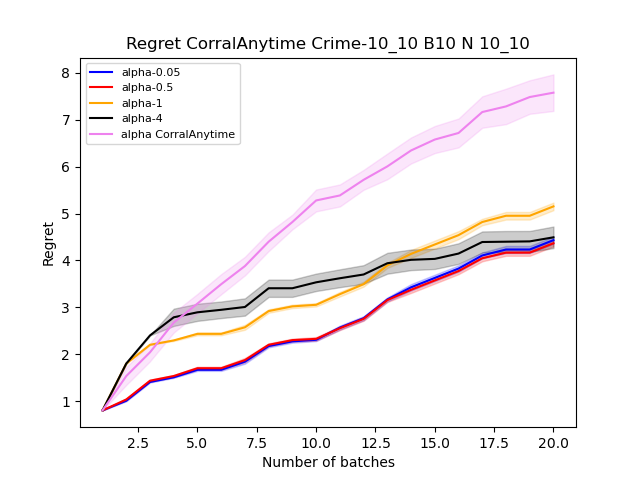 Regret CorralAnytime Crime-10_10 B10 N 10_10
alpha-0.05
alpha-0.5
alpha-1
alpha-4
alpha CorralAnytime
8
7
6
5
4
3
2
1
Regret
2.5 5.0 7.5 10.0 12.5 15.0 17.5 20.0
Number of batches